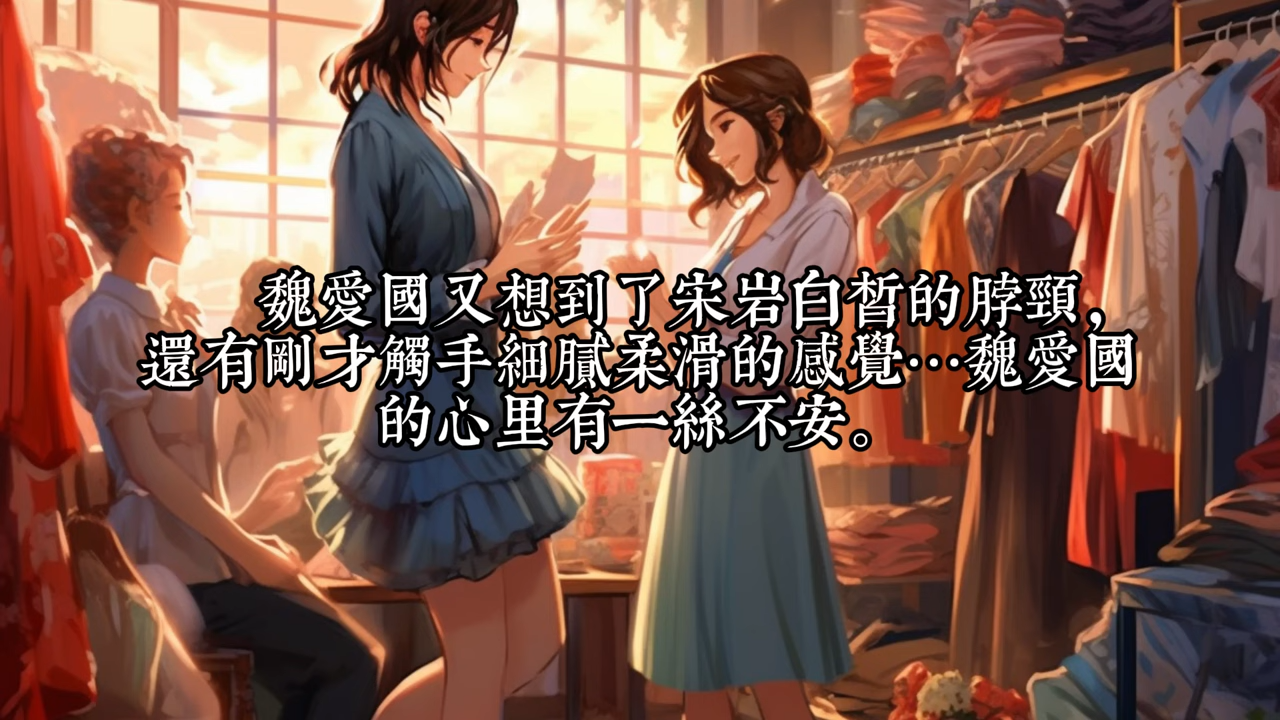 魏愛國又想到了宋岩白皙的脖頸，
還有剛才觸手細膩柔滑的感覺…魏愛國
的心里有一絲不安。